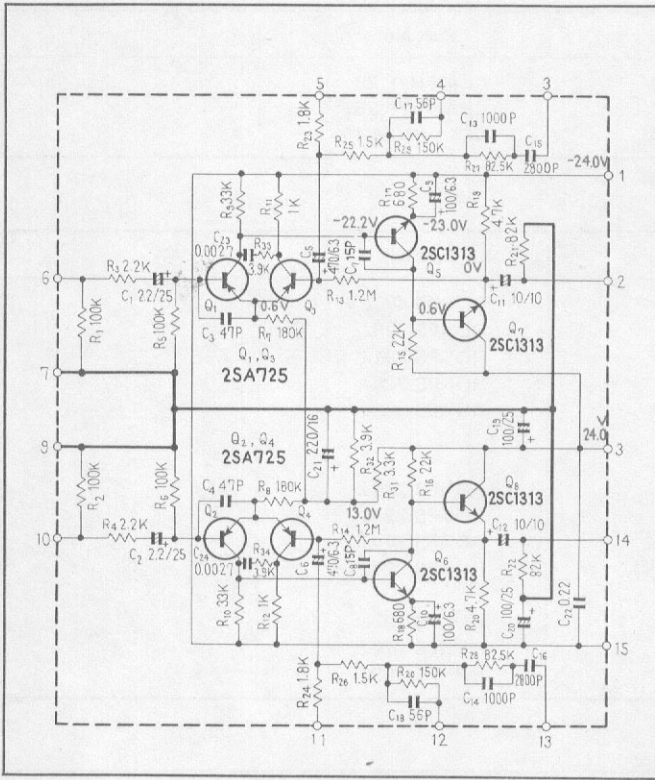 5
4
3
C17 56P
C13 1000P
R23 1.8K
R25 1.5K
R29 150K
R27 82.5K
C15
2800P
-24.0V
1
R9 33K
R11
1K
R17
680
C9
100/6.3
R19
4.7K
-22.2V
-23.0V
C23
0.0027
R33
3.9K
C5
470/6.3
C7 15P
2SC1313
Q5
0V
R21 82K
6
R3 2.2K
C1 2.2/25
Q1
Q3
R13 1.2M
C11 10/10
2
R1 100K
R5 100K
0.6V
C3 47P
R7 180K
0.6V
Q7
Q1, Q3
2SA725
R15 22K
2SC1313
7
Q2, Q4
2SA725
C21 220/16
C19
100/25
V
24.0
9
R32 3.9K
R31 3.3K
R16 22K
3
R2 100K
R6 100K
C4 47P
R8 180K
Q8
2SC1313
13.0V
10
R4 2.2K
C2 2.2/25
C24
0.0027
Q2
R34
3.9K
Q4
R14 1.2M
C6 470/6.3
C8 15P
Q6
2SC1313
C12 10/10
14
R22
82K
R10 33K
R12 1K
R18 680
C10
100/6.3
R20 4.7K
C20 100/25
C22 0.22
15
R24 1.8K
R26 1.5K
R20 150K
C18 56P
R28 82.5K
C14 1000P
C16
2800P
11
12
13